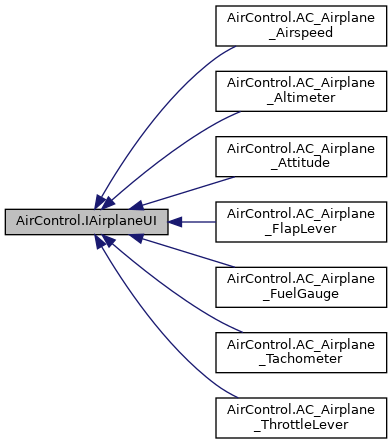 AirControl.IAirplaneUI
AirControl.AC_Airplane
_Airspeed
AirControl.AC_Airplane
_Altimeter
AirControl.AC_Airplane
_Attitude
AirControl.AC_Airplane
_FlapLever
AirControl.AC_Airplane
_FuelGauge
AirControl.AC_Airplane
_Tachometer
AirControl.AC_Airplane
_ThrottleLever